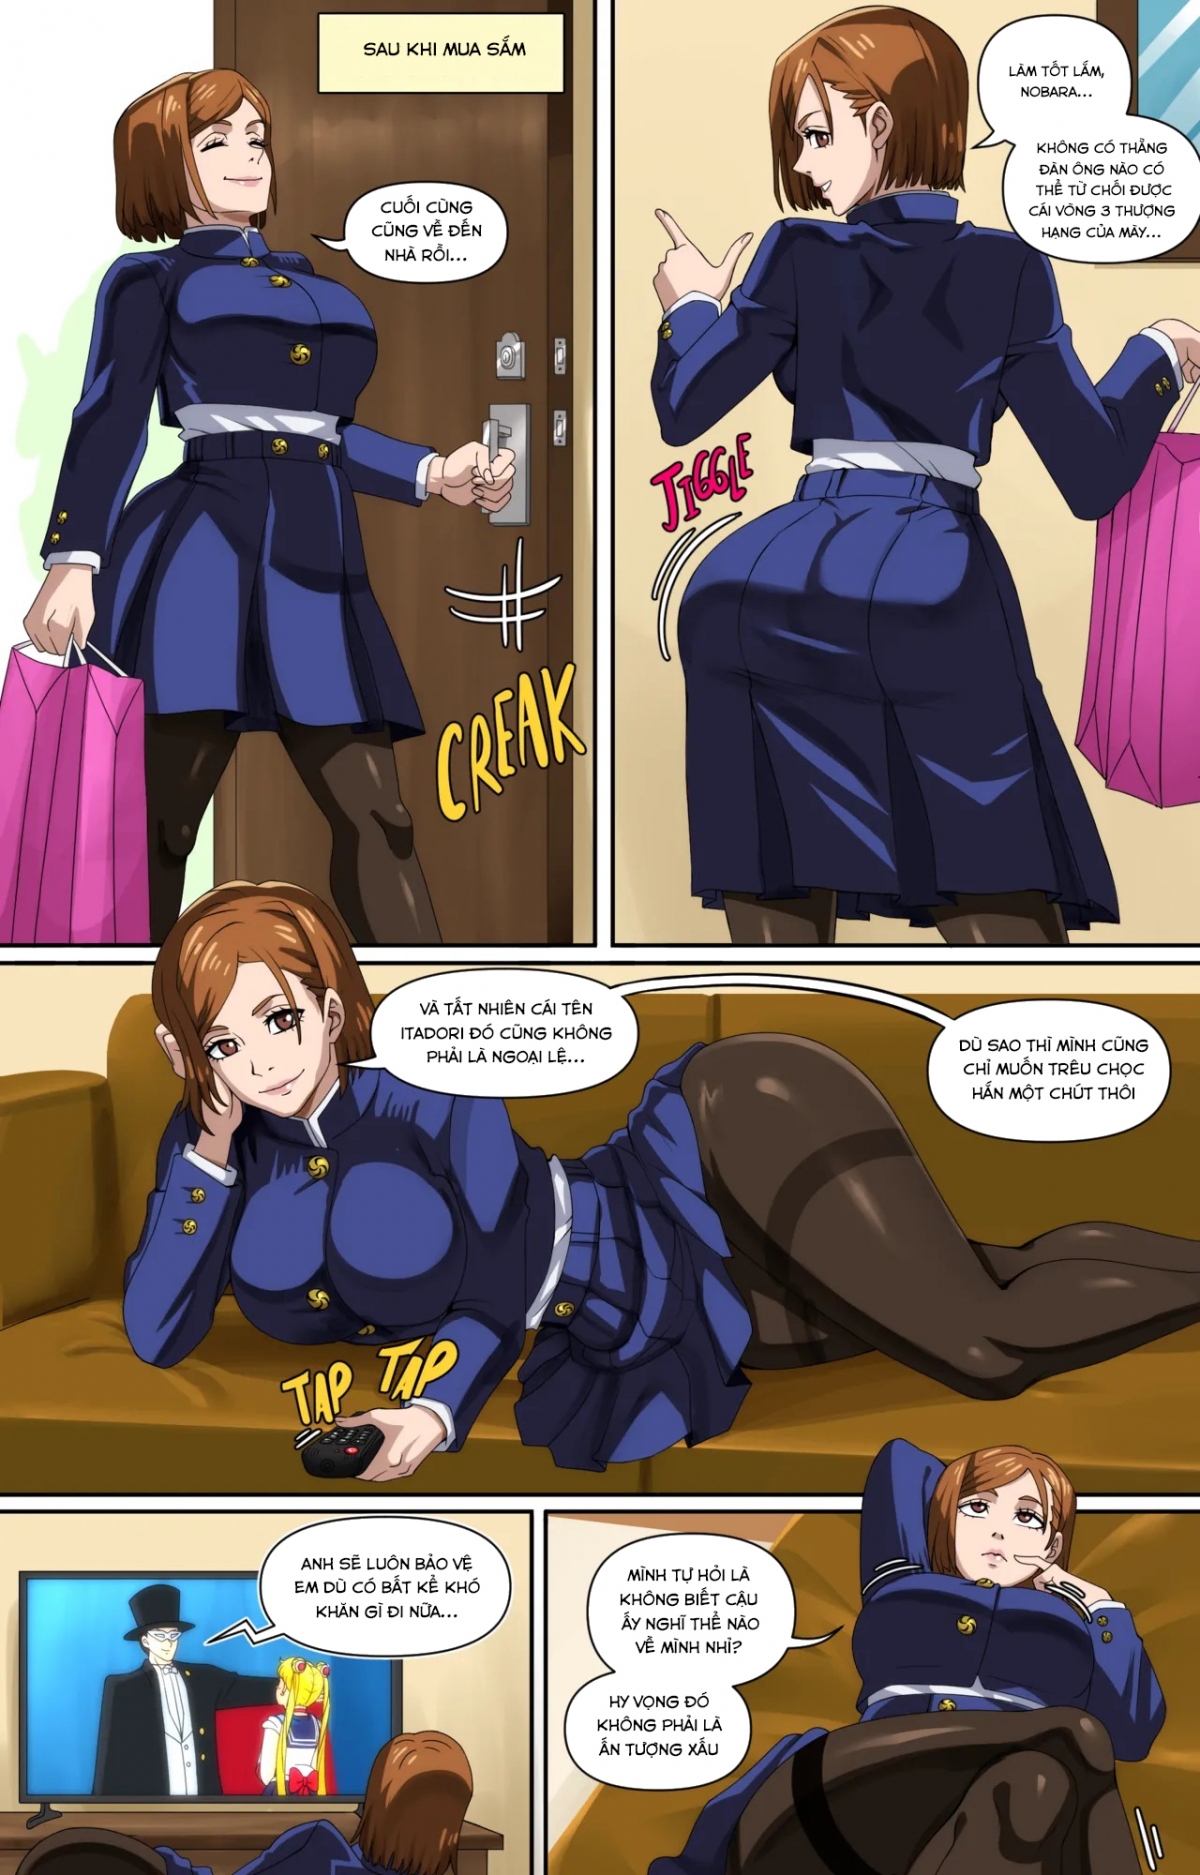 SAU KHI MUA SẮM
CUỐI CÙNG
CŨNG VỀ ĐẾN
NHÀ RỒI...
CREAK
LÀM TỐT LẮM,
NOBARA...
KHÔNG CÓ THẰNG
ĐÀN ÔNG NÀO CÓ
THỂ TỪ CHỐI ĐƯỢC
CÁI VÒNG 3 THƯỢNG
HẠNG CỦA MÀY...
JIGGLE
VÀ TẤT NHIÊN CÁI TÊN
ITADORI ĐÓ CŨNG KHÔNG
PHẢI LÀ NGOẠI LỆ...
DÙ SAO THÌ MÌNH CŨNG
CHỈ MUỐN TRÊU CHỌC
HẮN MỘT CHÚT THÔI
TAP TAP
ANH SẼ LUÔN BẢO VỆ
EM DÙ CÓ BẤT KỂ KHÓ
KHĂN GÌ ĐI NỮA...
MÌNH TỰ HỎI LÀ
KHÔNG BIẾT CẬU
ẤY NGHĨ THẾ NÀO
VỀ MÌNH NHỈ?
HY VỌNG ĐÓ
KHÔNG PHẢI LÀ
ẤN TƯỢNG XẤU